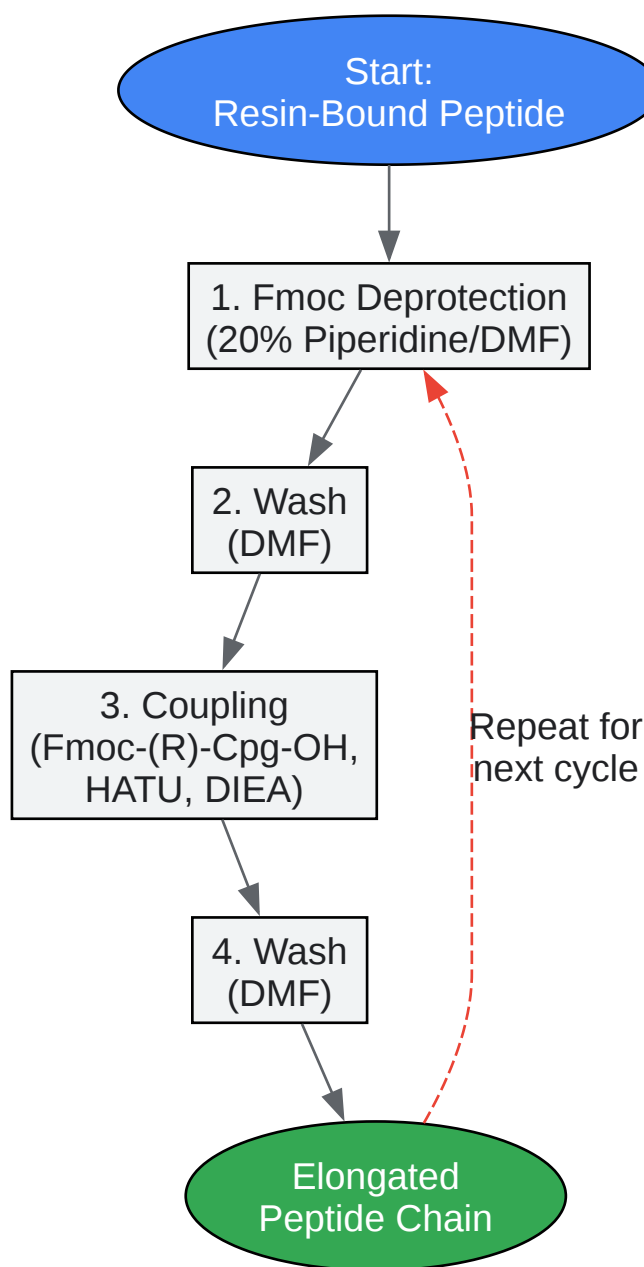 Start:
Resin-Bound Peptide
1. Fmoc Deprotection
(20% Piperidine/DMF)
2. Wash
(DMF)
3. Coupling
(Fmoc-(R)-Cpg-OH,
HATU, DIEA)
Repeat for
next cycle
4. Wash
(DMF)
Elongated
Peptide Chain